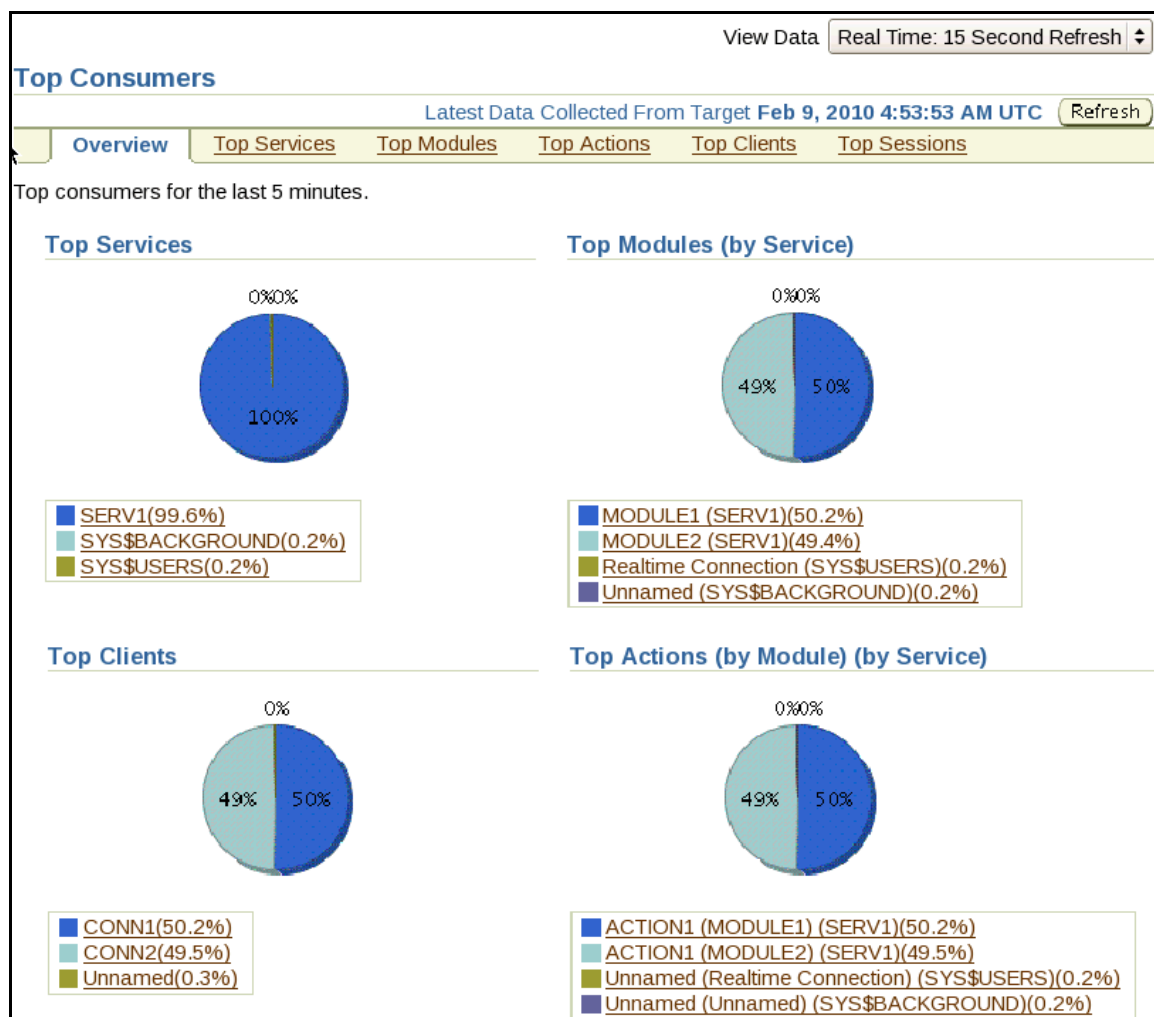 View Data Real Time: 15 Second Refresh
Top Consumers
Latest Data Collected From Target Feb 9, 2010 4:53:53 AM UTC Refresh
Overview Top Services Top Modules Top Actions Top Clients Top Sessions
Top consumers for the last 5 minutes.
Top Services
0%0%
100%
SERV1(99.6%)
SYS$BACKGROUND(0.2%)
SYS$USERS(0.2%)
Top Modules (by Service)
0%0%
49% 50%
MODULE1 (SERV1)(50.2%)
MODULE2 (SERV1)(49.4%)
Realtime Connection (SYS$USERS)(0.2%)
Unnamed (SYS$BACKGROUND)(0.2%)
Top Clients
0%
49% 50%
CONN1(50.2%)
CONN2(49.5%)
Unnamed(0.3%)
Top Actions (by Module) (by Service)
0%0%
49% 50%
ACTION1 (MODULE1) (SERV1)(50.2%)
ACTION1 (MODULE2) (SERV1)(49.5%)
Unnamed (Realtime Connection) (SYS$USERS)(0.2%)
Unnamed (Unnamed) (SYS$BACKGROUND)(0.2%)